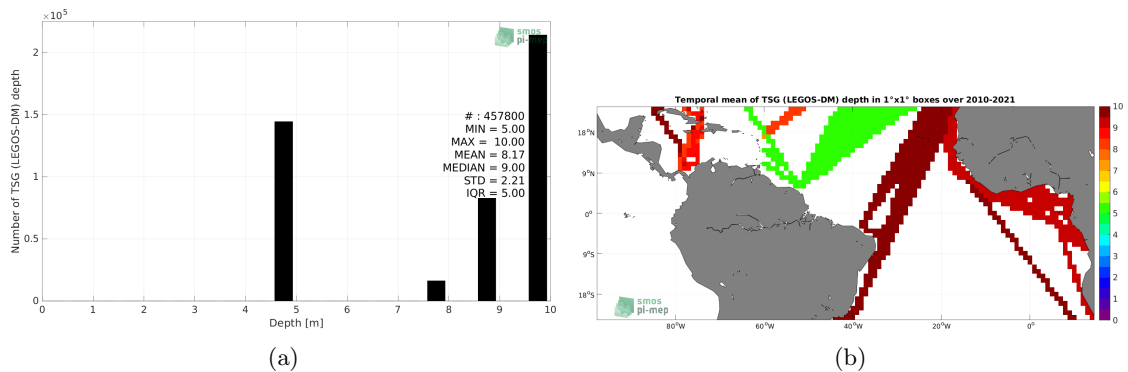 ×10⁵
2
1.5
1
0.5
0
Number of TSG (LEGOS-DM) depth
smos
pi-mep
# : 457800
MIN = 5.00
MAX = 10.00
MEAN = 8.17
MEDIAN = 9.00
STD = 2.21
IQR = 5.00
0 1 2 3 4 5 6 7 8 9 10
Depth [m]
(a)
Temporal mean of TSG (LEGOS-DM) depth in 1°x1° boxes over 2010-2021
18°N
9°N
0°
9°S
18°S
smos
pi-mep
80°W 60°W 40°W 20°W 0°
10
9
8
7
6
5
4
3
2
1
0
(b)